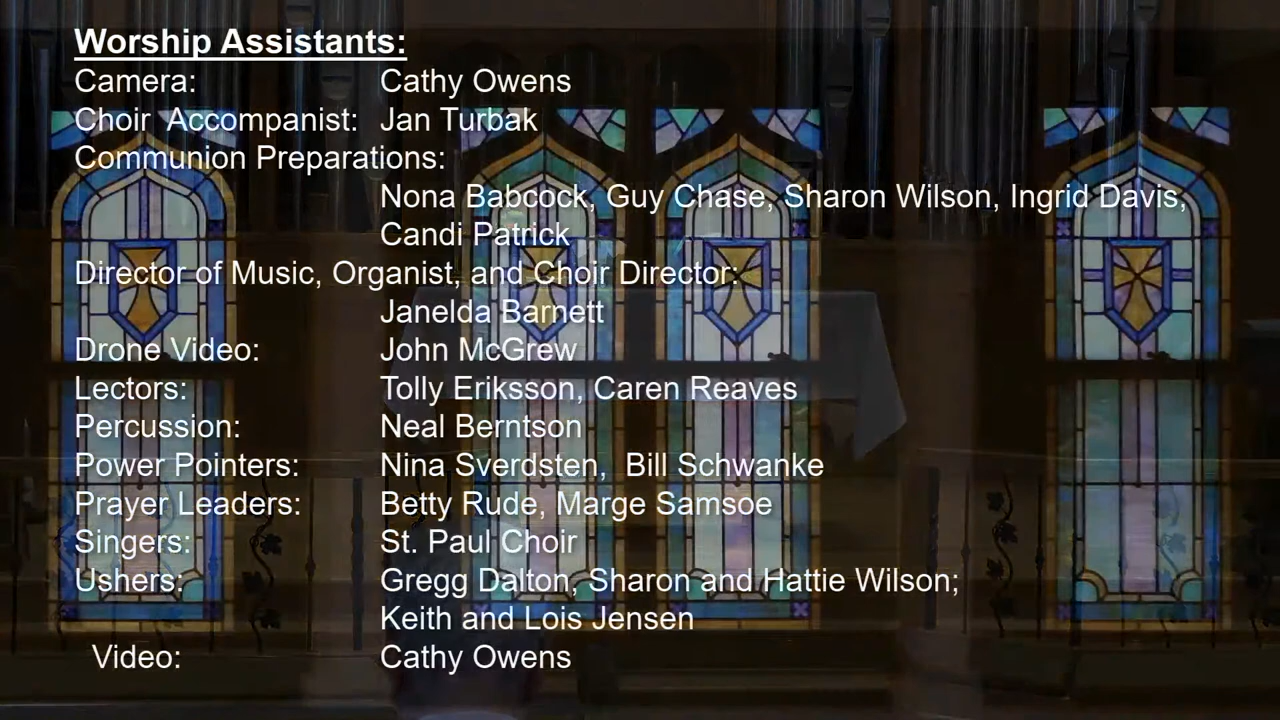 Worship Assistants:
Camera: Cathy Owens
Choir Accompanist: Jan Turbak
Communion Preparations:
Nona Babcock, Guy Chase, Sharon Wilson, Ingrid Davis,
Candi Patrick
Director of Music, Organist, and Choir Director:
Janelda Barnett
Drone Video: John McGrew
Lectors: Tolly Eriksson, Caren Reaves
Percussion: Neal Berntson
Power Pointers: Nina Sverdsten, Bill Schwanke
Prayer Leaders: Betty Rude, Marge Samsoe
Singers: St. Paul Choir
Ushers: Gregg Dalton, Sharon and Hattie Wilson;
Keith and Lois Jensen
Video: Cathy Owens